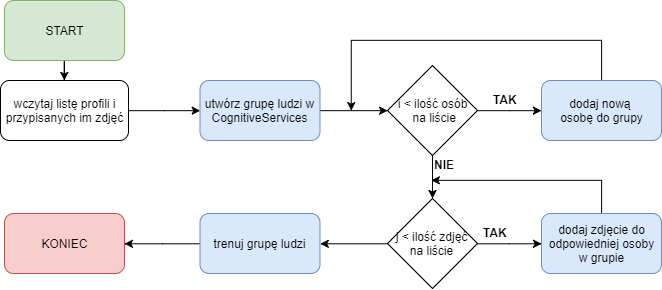 START
wczytaj listę profili i
przypisanych im zdjęć
utwórz grupę ludzi w
CognitiveServices
i < ilość osób
na liście
TAK
dodaj nową
osobę do grupy
NIE
KONIEC
trenuj grupę ludzi
j < ilość zdjęć
na liście
TAK
dodaj zdjęcie do
odpowiedniej osoby
w grupie